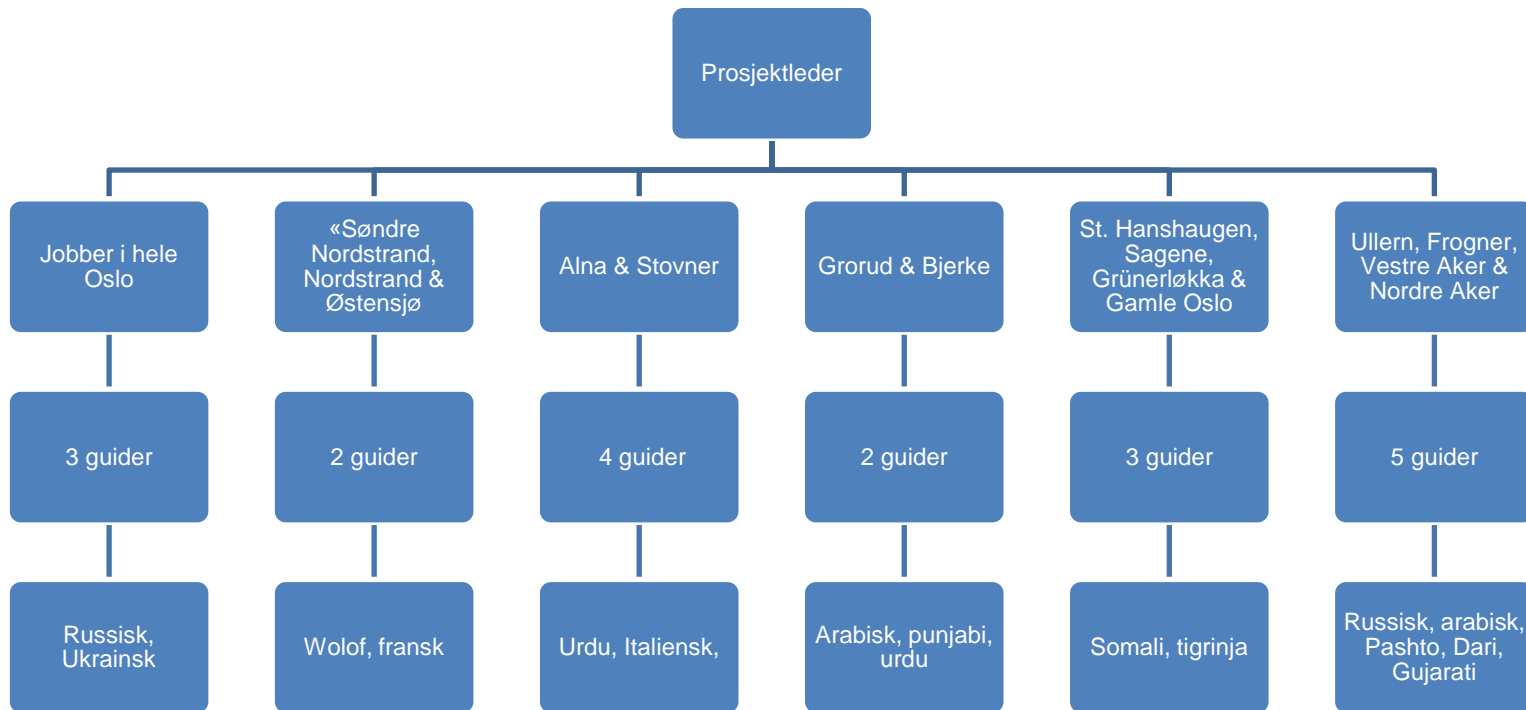 Prosjektleder
Jobber i hele
Oslo
«Søndre
Nordstrand,
Nordstrand &
Østensjø
Alna & Stovner
Grorud & Bjerke
St. Hanshaugen,
Sagene,
Grünerløkka &
Gamle Oslo
Ullern, Frogner,
Vestre Aker &
Nordre Aker
3 guider
2 guider
4 guider
2 guider
3 guider
5 guider
Russisk,
Ukrainsk
Wolof, fransk
Urdu, Italiensk,
Arabisk, punjabi,
urdu
Somali, tigrinja
Russisk, arabisk,
Pashto, Dari,
Gujarati